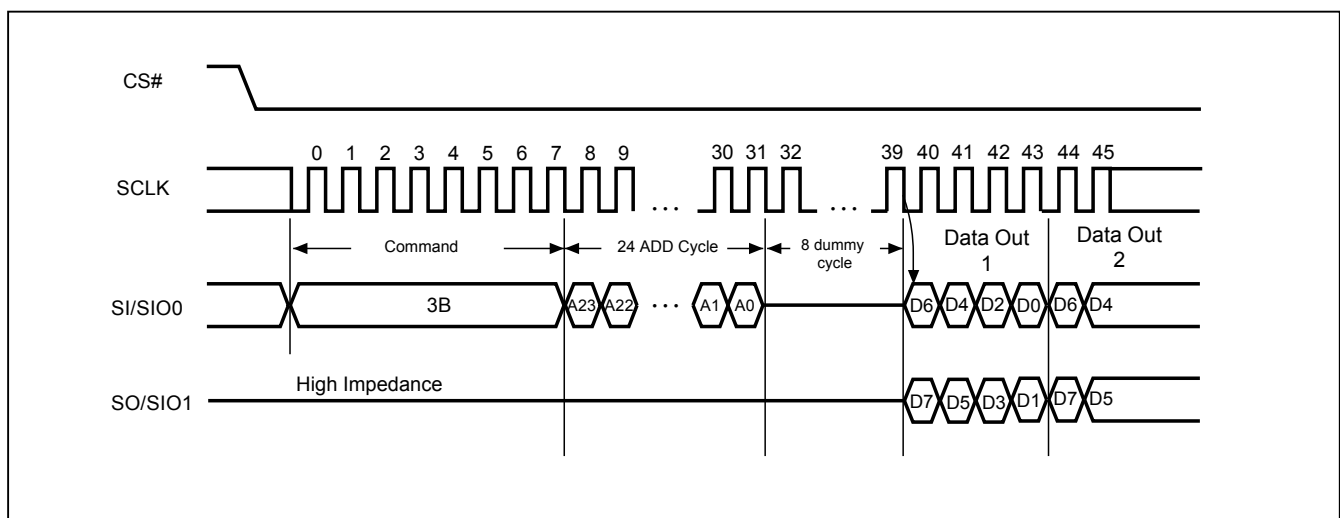 CS#
0 1 2 3 4 5 6 7 8 9 30 31 32 39 40 41 42 43 44 45
SCLK
... ...
Command 24 ADD Cycle 8 dummy Data Out Data Out
cycle 1 2
SI/SIO0 3B A23 A22 ... A1 A0 D6 D4 D2 D0 D6 D4
High Impedance
SO/SIO1 D7 D5 D3 D1 D7 D5